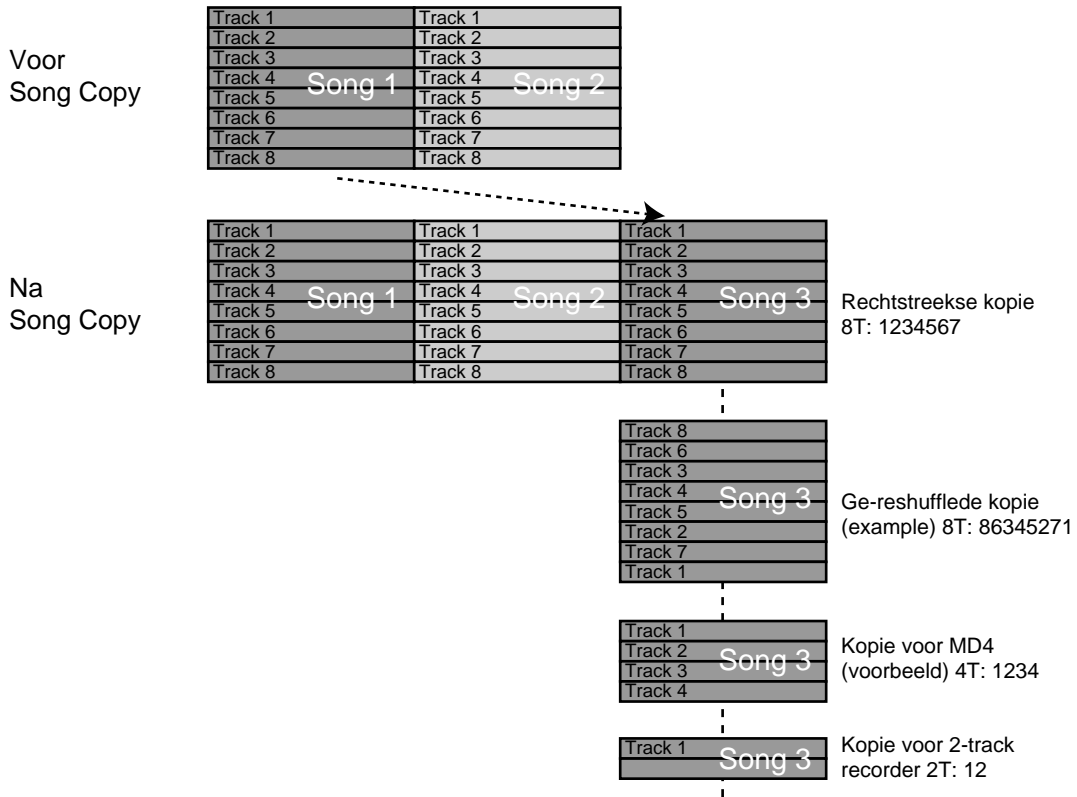 Voor
Song Copy
Track 1 Track 1
Track 2 Track 2
Track 3 Track 3
Track 4 Track 4
Song 1 Song 2
Track 5 Track 5
Track 6 Track 6
Track 7 Track 7
Track 8 Track 8
Na
Song Copy
Track 1 Track 1 Track 1
Track 2 Track 2 Track 2
Track 3 Track 3 Track 3
Track 4 Track 4 Track 4
Song 1 Song 2 Song 3
Track 5 Track 5 Track 5
Track 6 Track 6 Track 6
Track 7 Track 7 Track 7
Track 8 Track 8 Track 8
Rechtstreekse kopie
8T: 1234567
Track 8
Track 6
Track 3
Track 4
Song 3
Track 5
Track 2
Track 7
Track 1
Ge-reshufflede kopie
(example) 8T: 86345271
Track 1
Track 2
Song 3
Track 3
Track 4
Kopie voor MD4
(voorbeeld) 4T: 1234
Track 1
Song 3
Kopie voor 2-track
recorder 2T: 12